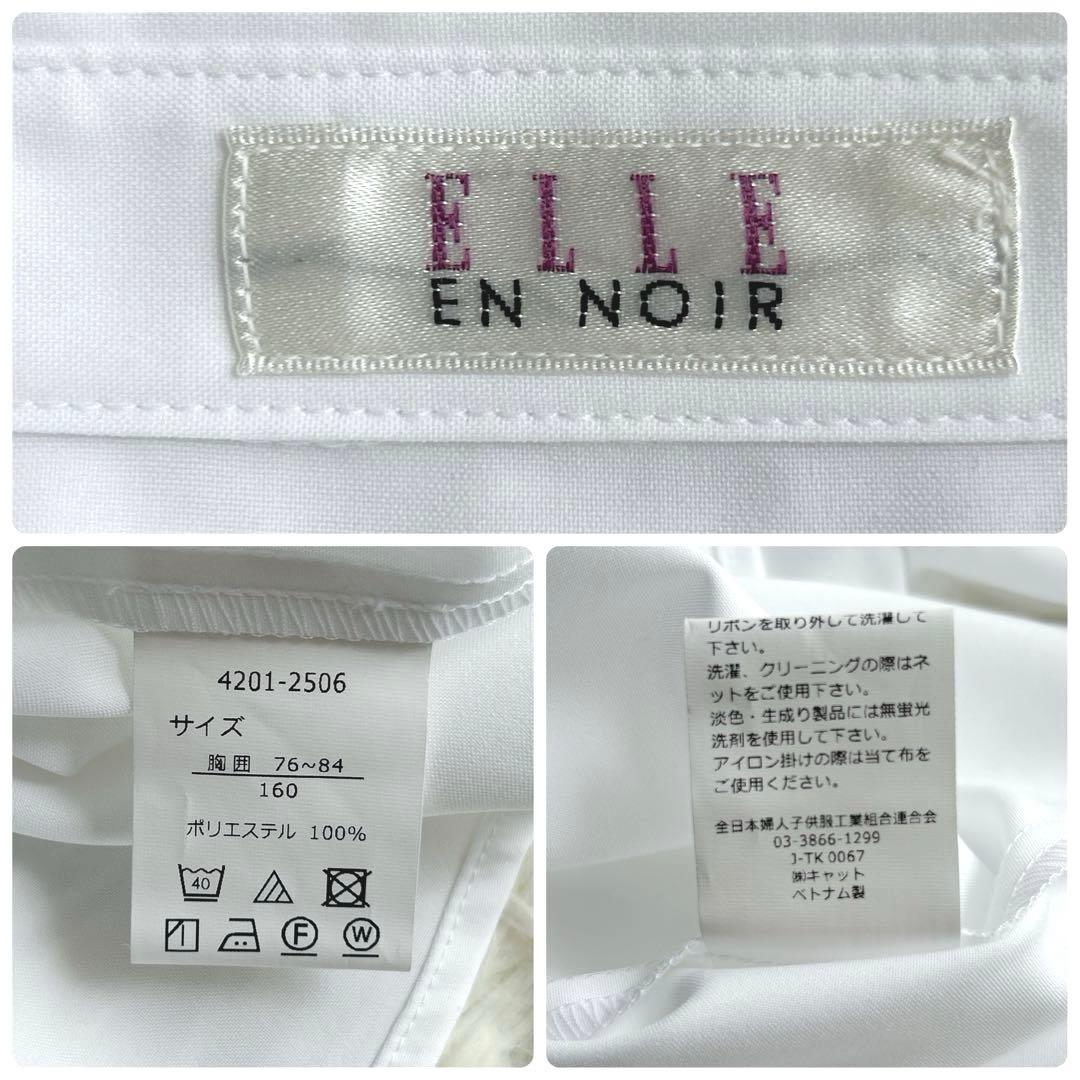 ELLE
EN NOIR
4201-2506
サイズ
胸囲 76~84
160
ポリエステル 100%
40
F W
リボンを取り外して洗濯して
下さい。
洗濯、クリーニングの際はネ
ットをご使用下さい。
淡色・生成り製品には無蛍光
洗剤を使用して下さい。
アイロン掛けの際は当て布を
ご使用ください。
全日本婦人子供服工業組合連合会
03-3866-1299
J-TK 0067
㈱キャット
ベトナム製